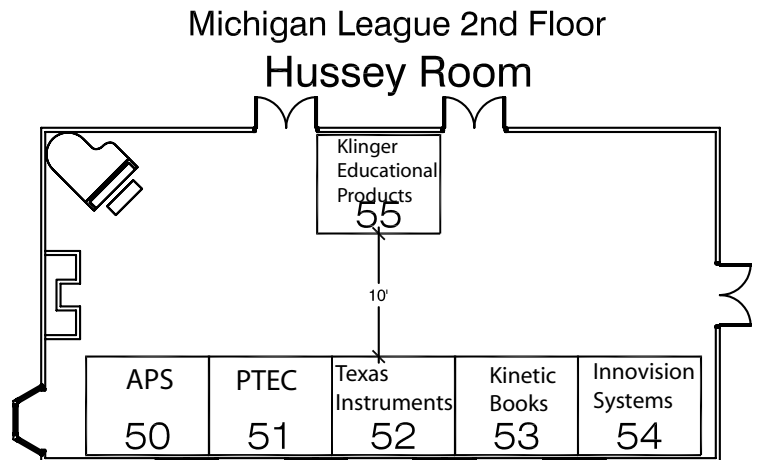 Michigan League 2nd Floor
Hussey Room
Klinger
Educational
Products
55
10'
APS
50
PTEC
51
Texas
Instruments
52
Kinetic
Books
53
Innovision
Systems
54